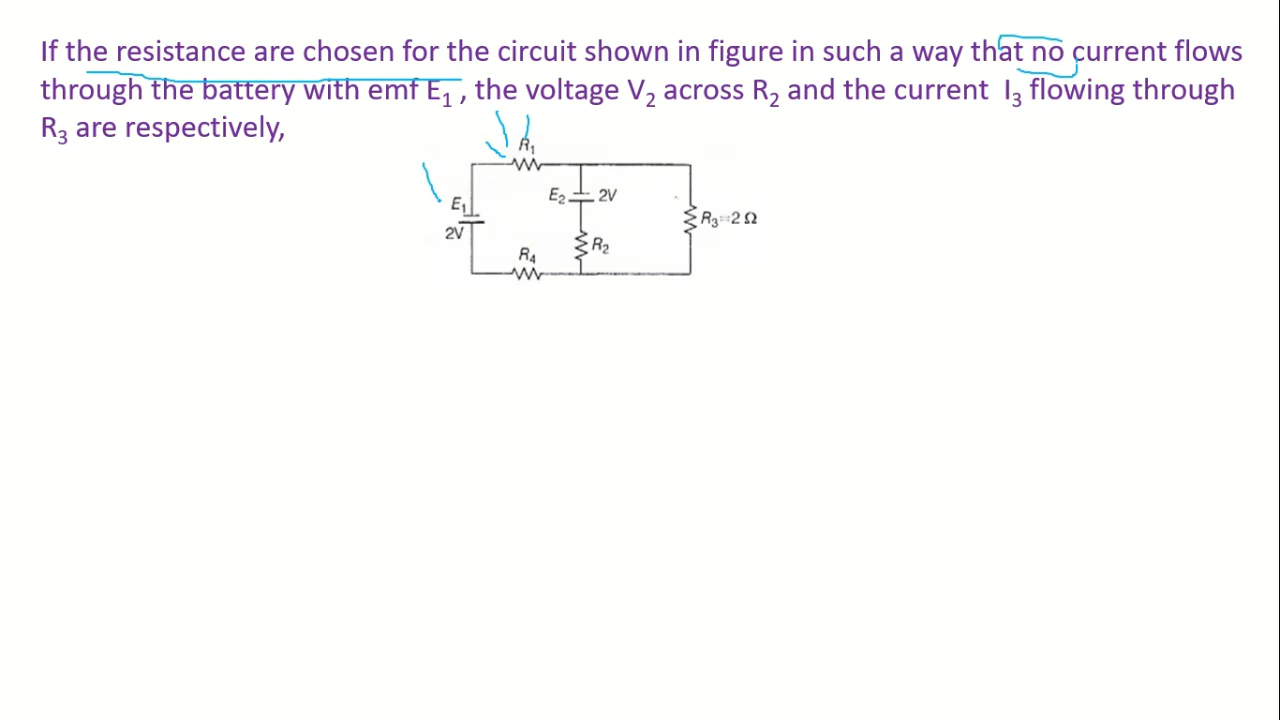 If the resistance are chosen for the circuit shown in figure in such a way that no current flows
through the battery with emf E₁ , the voltage V₂ across R₂ and the current I₃ flowing through
R₃ are respectively,
R₁
E₂ 2V
E₁
R₃=2 Ω
2V
R₂
R₄